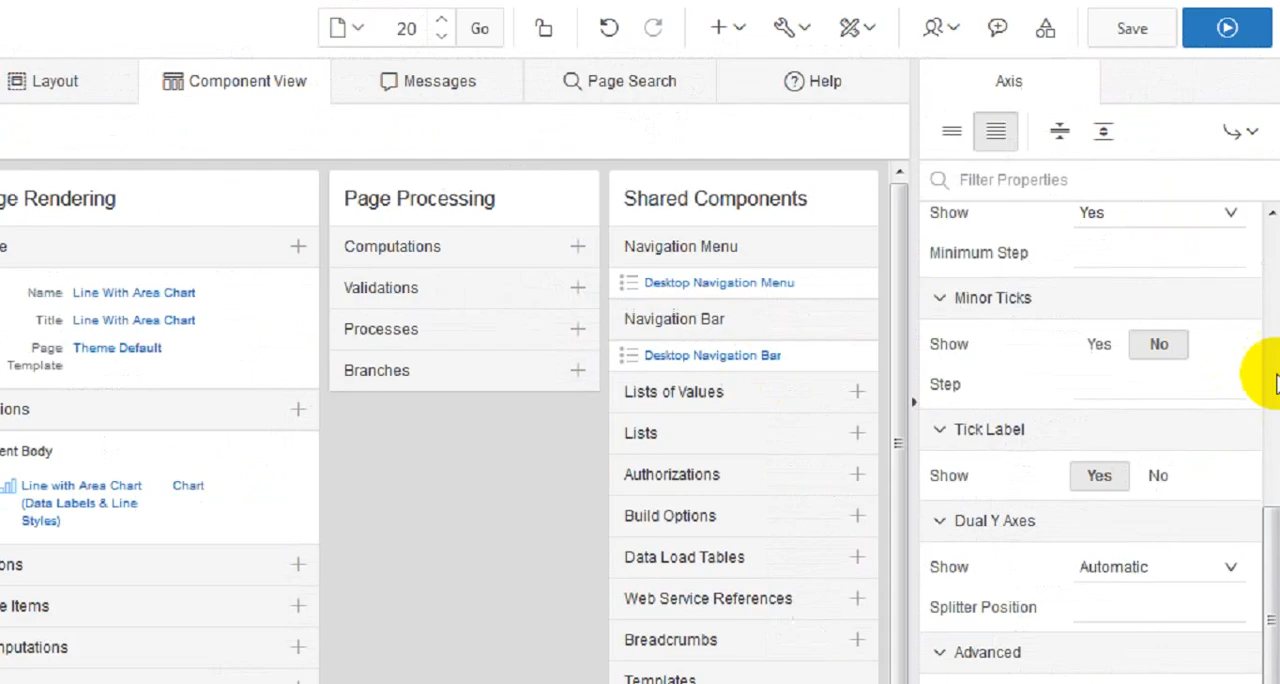 20
Go
Save
Layout
Component View
Messages
Page Search
Help
Axis
Filter Properties
ge Rendering
e
Name Line With Area Chart
Title Line With Area Chart
Page Theme Default
Template
ions
ent Body
Line with Area Chart Chart
(Data Labels & Line
Styles)
ons
e Items
nputations
Page Processing
Computations
Validations
Processes
Branches
Shared Components
Navigation Menu
Desktop Navigation Menu
Navigation Bar
Desktop Navigation Bar
Lists of Values
Lists
Authorizations
Build Options
Data Load Tables
Web Service References
Breadcrumbs
Templates
Show Yes
Minimum Step
Minor Ticks
Show Yes No
Step
Tick Label
Show Yes No
Dual Y Axes
Show Automatic
Splitter Position
Advanced